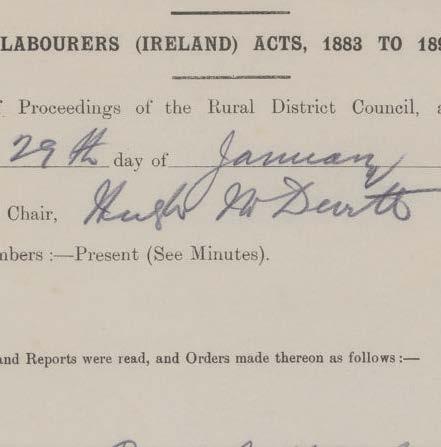 LABOURERS (IRELAND) ACTS, 1883 TO 189
Proceedings of the Rural District Council,
29th day of January
Chair, Hugh McDevitt
mbers :—Present (See Minutes).
and Reports were read, and Orders made thereon as follows :—